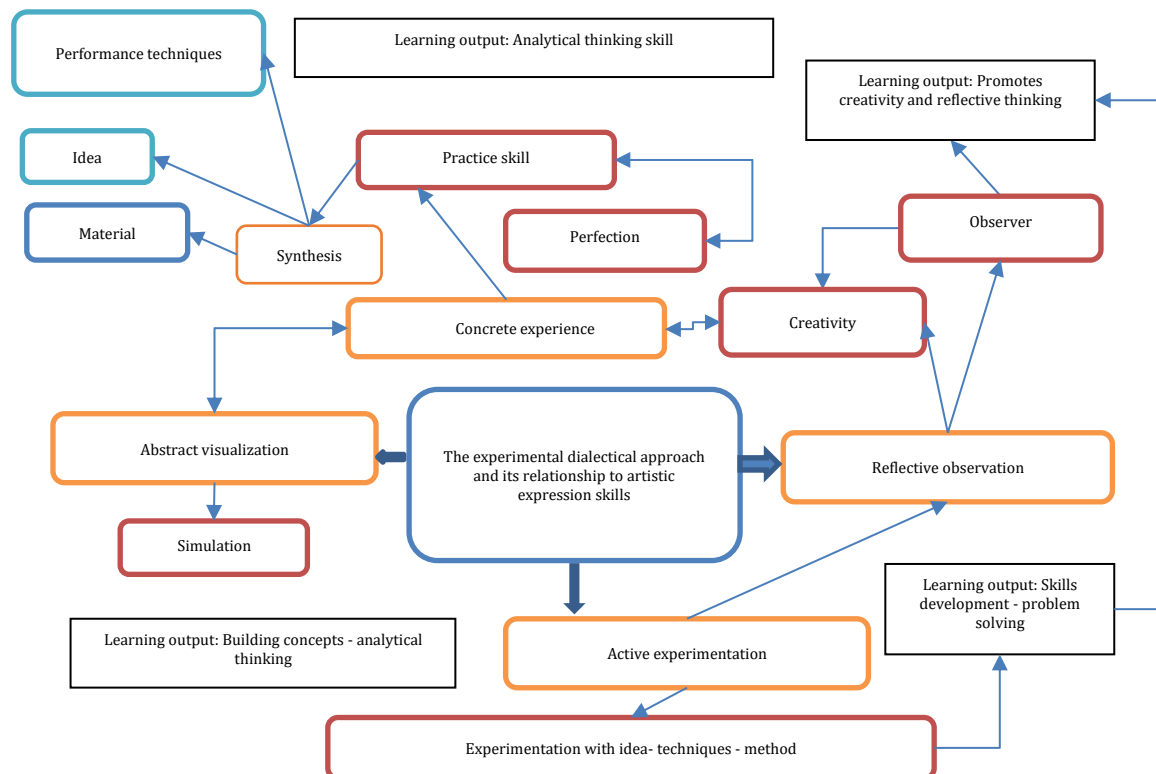 Performance techniques
Learning output: Analytical thinking skill
Learning output: Promotes
creativity and reflective thinking
Idea
Practice skill
Material
Synthesis
Perfection
Observer
Concrete experience
Creativity
Abstract visualization
The experimental dialectical approach
and its relationship to artistic
expression skills
Reflective observation
Simulation
Learning output: Skills
development - problem
solving
Learning output: Building concepts - analytical
thinking
Active experimentation
Experimentation with idea- techniques - method